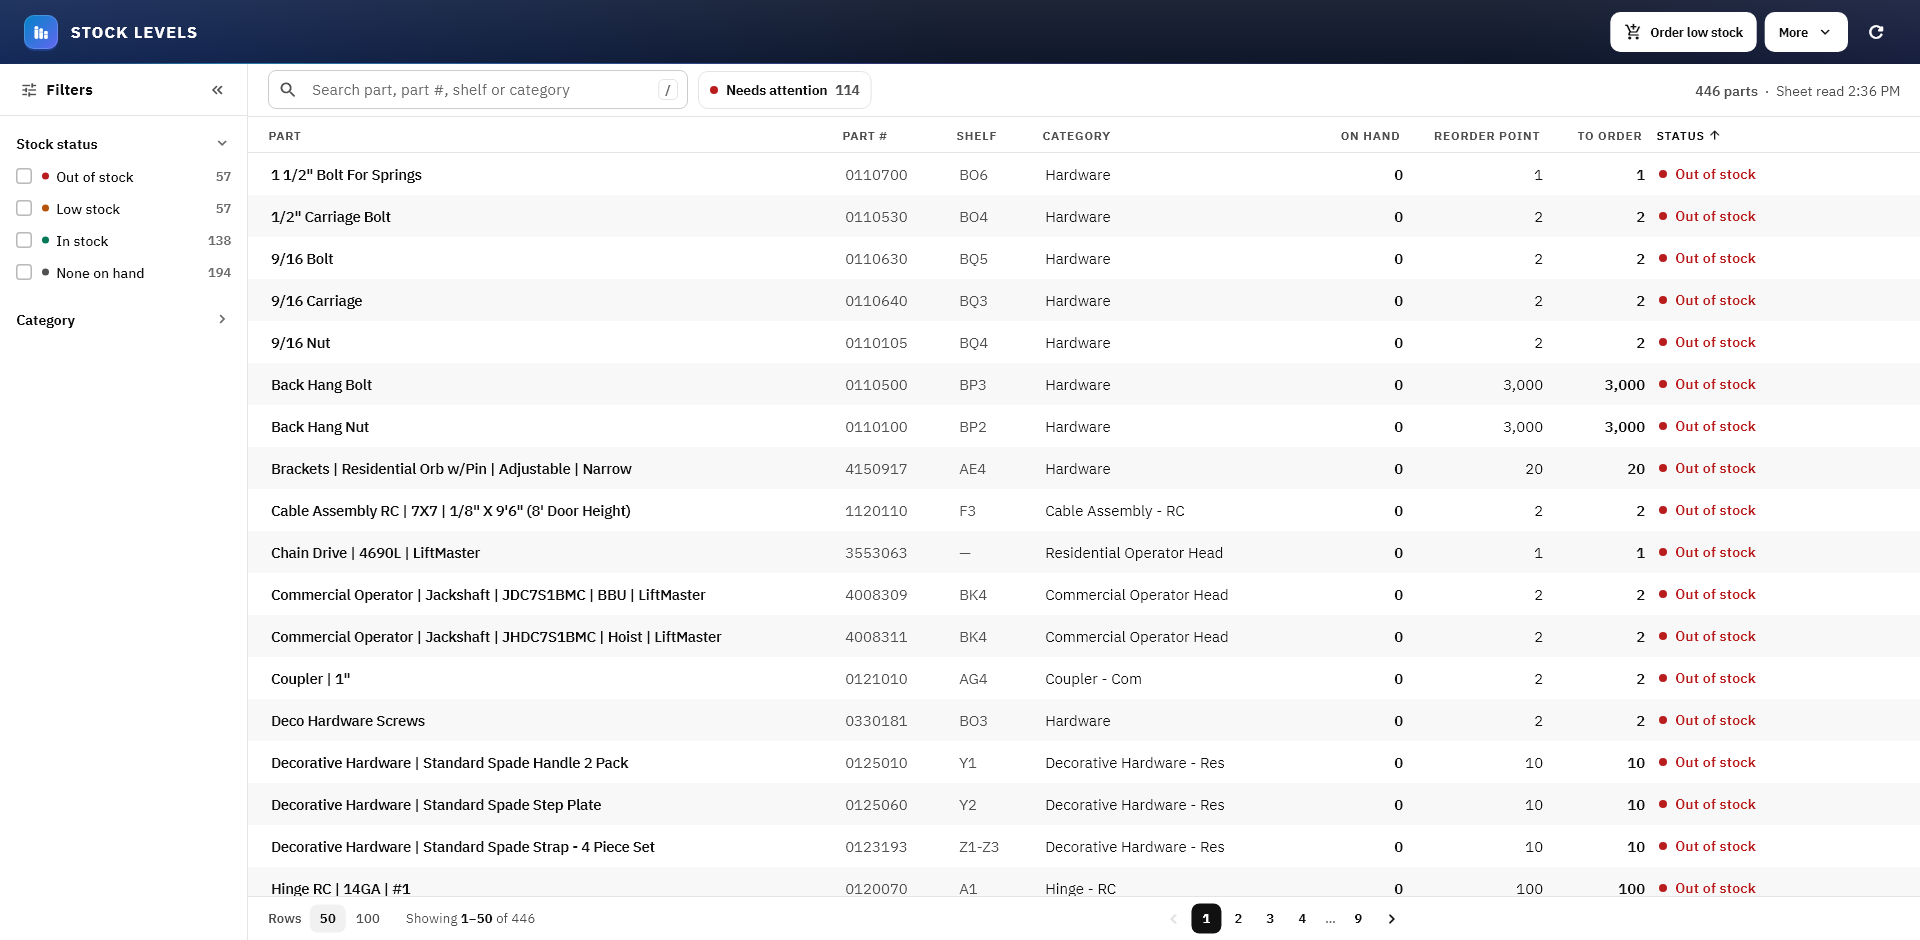 STOCK LEVELS
Order low stock
More
Filters
Search part, part #, shelf or category /
Needs attention 114
446 parts · Sheet read 2:36 PM
Stock status
Out of stock 57
Low stock 57
In stock 138
None on hand 194
Category
PART PART # SHELF CATEGORY ON HAND REORDER POINT TO ORDER STATUS ↑
1 1/2" Bolt For Springs 0110700 BO6 Hardware 0 1 1 Out of stock
1/2" Carriage Bolt 0110530 BO4 Hardware 0 2 2 Out of stock
9/16 Bolt 0110630 BQ5 Hardware 0 2 2 Out of stock
9/16 Carriage 0110640 BQ3 Hardware 0 2 2 Out of stock
9/16 Nut 0110105 BQ4 Hardware 0 2 2 Out of stock
Back Hang Bolt 0110500 BP3 Hardware 0 3,000 3,000 Out of stock
Back Hang Nut 0110100 BP2 Hardware 0 3,000 3,000 Out of stock
Brackets | Residential Orb w/Pin | Adjustable | Narrow 4150917 AE4 Hardware 0 20 20 Out of stock
Cable Assembly RC | 7X7 | 1/8" X 9'6" (8' Door Height) 1120110 F3 Cable Assembly - RC 0 2 2 Out of stock
Chain Drive | 4690L | LiftMaster 3553063 — Residential Operator Head 0 1 1 Out of stock
Commercial Operator | Jackshaft | JDC7S1BMC | BBU | LiftMaster 4008309 BK4 Commercial Operator Head 0 2 2 Out of stock
Commercial Operator | Jackshaft | JHDC7S1BMC | Hoist | LiftMaster 4008311 BK4 Commercial Operator Head 0 2 2 Out of stock
Coupler | 1" 0121010 AG4 Coupler - Com 0 2 2 Out of stock
Deco Hardware Screws 0330181 BO3 Hardware 0 2 2 Out of stock
Decorative Hardware | Standard Spade Handle 2 Pack 0125010 Y1 Decorative Hardware - Res 0 10 10 Out of stock
Decorative Hardware | Standard Spade Step Plate 0125060 Y2 Decorative Hardware - Res 0 10 10 Out of stock
Decorative Hardware | Standard Spade Strap - 4 Piece Set 0123193 Z1-Z3 Decorative Hardware - Res 0 10 10 Out of stock
Hinge RC | 14GA | #1 0120070 A1 Hinge - RC 0 100 100 Out of stock
Rows 50 100 Showing 1–50 of 446
1 2 3 4 ... 9